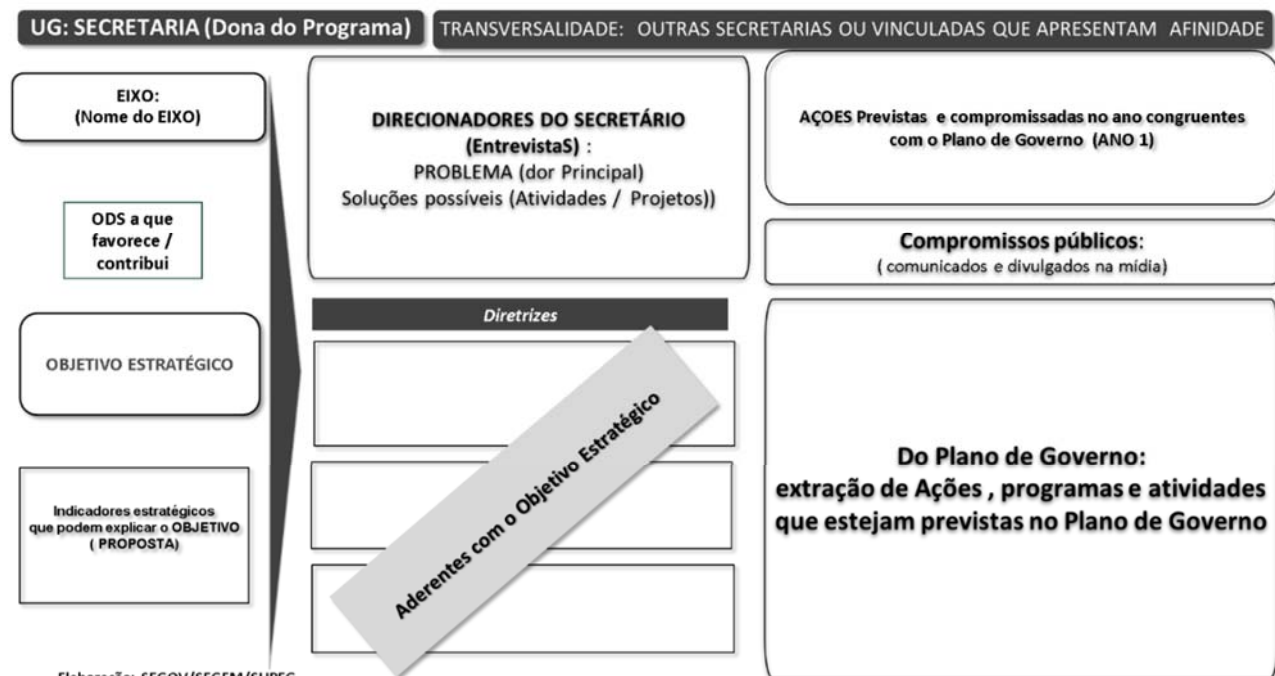 UG: SECRETARIA (Dona do Programa)
TRANSVERSALIDADE: OUTRAS SECRETARIAS OU VINCULADAS QUE APRESENTAM AFINIDADE
EIXO:
(Nome do EIXO)
ODS a que
favorece /
contribui
OBJETIVO ESTRATÉGICO
Indicadores estratégicos
que podem explicar o OBJETIVO
( PROPOSTA)
DIRECIONADORES DO SECRETÁRIO
(EntrevistaS) :
PROBLEMA (dor Principal)
Soluções possíveis (Atividades / Projetos))
Diretrizes
Aderentes com o Objetivo Estratégico
AÇOES Previstas e compromissadas no ano congruentes
com o Plano de Governo (ANO 1)
Compromissos públicos:
( comunicados e divulgados na mídia)
Do Plano de Governo:
extração de Ações , programas e atividades
que estejam previstas no Plano de Governo
Elaboração: SEGOV/SEGEM/SUPEG